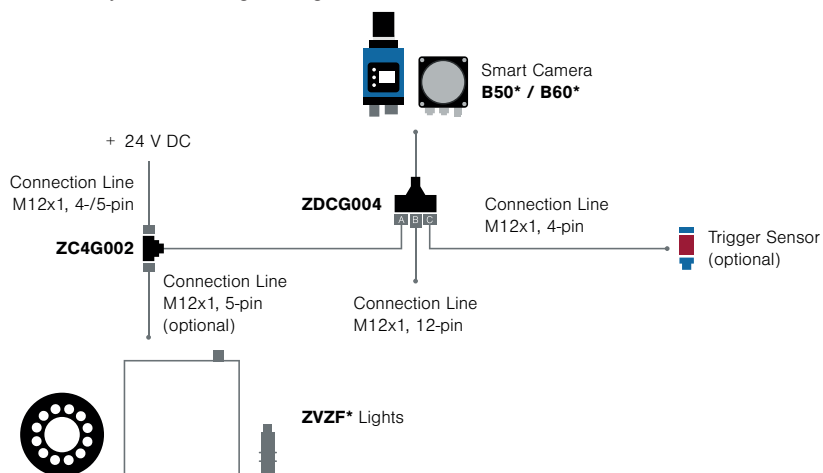 Smart Camera
B50* / B60*
+ 24 V DC
Connection Line
M12x1, 4-/5-pin
ZDCG004
A B C
Connection Line
M12x1, 4-pin
Trigger Sensor
(optional)
ZC4G002
Connection Line
M12x1, 5-pin
(optional)
Connection Line
M12x1, 12-pin
ZVZF* Lights